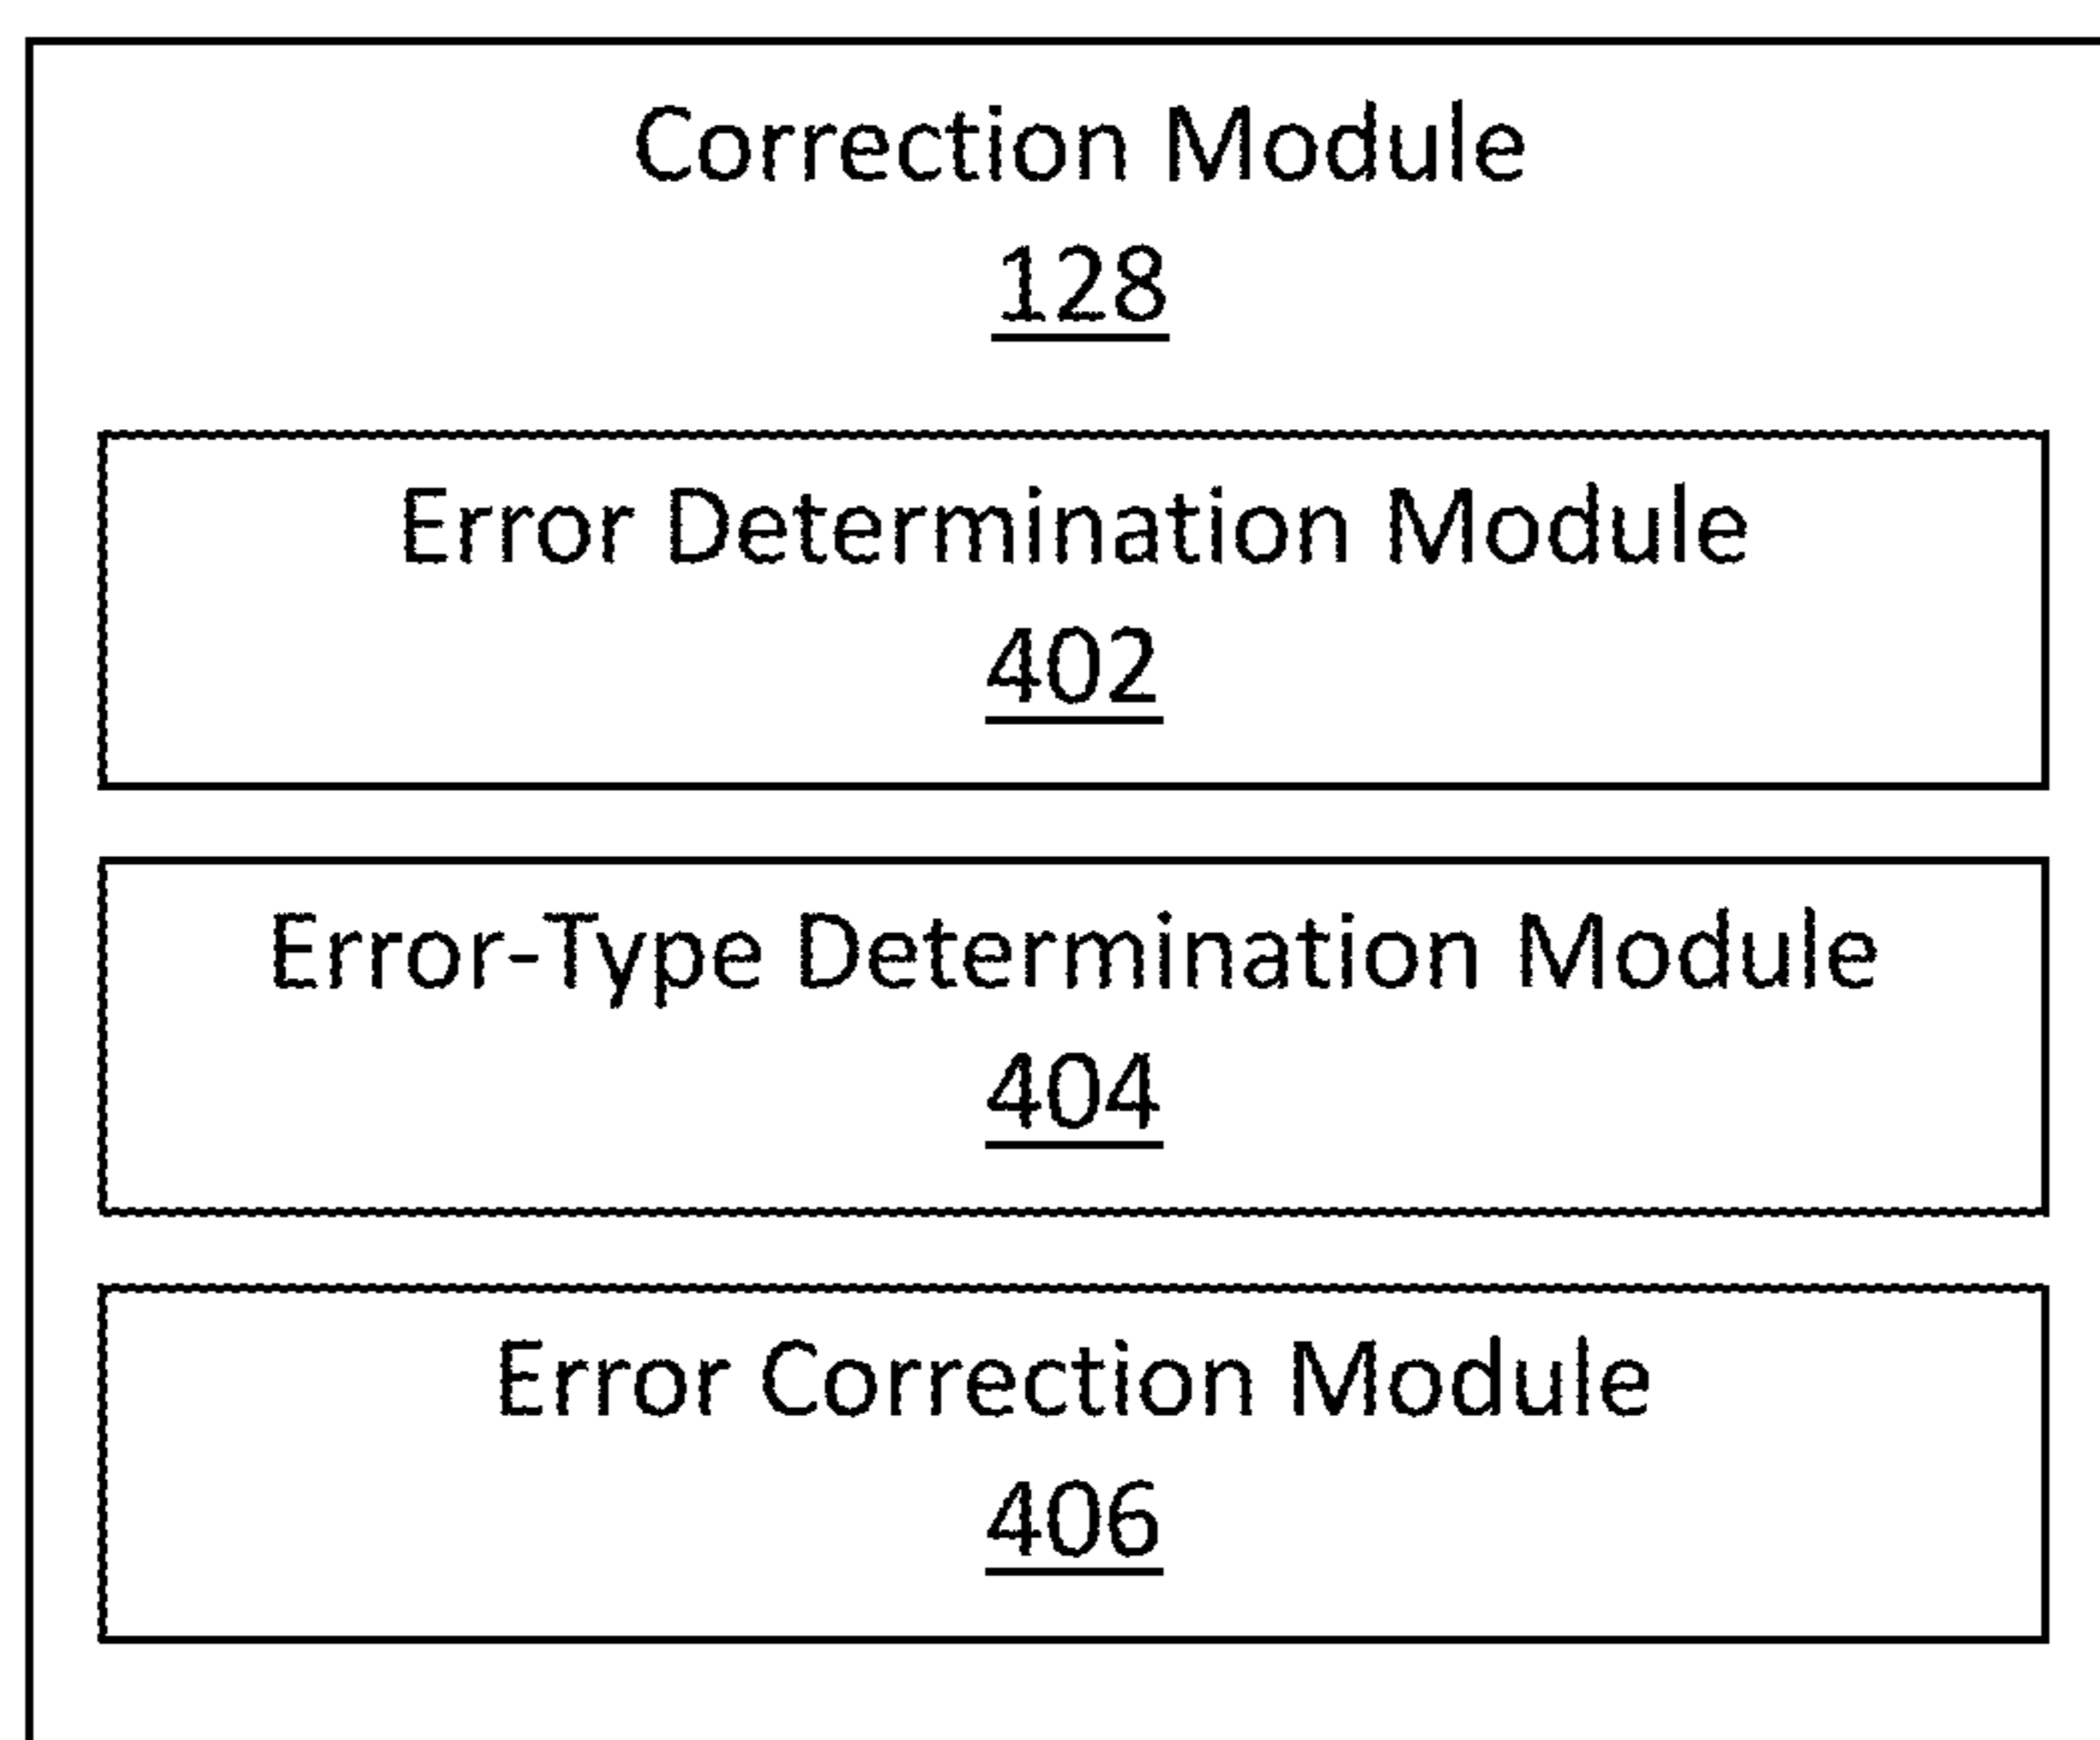 Correction Module
128
Error Determination Module
402
Error-Type Determination Module
404
Error Correction Module
406